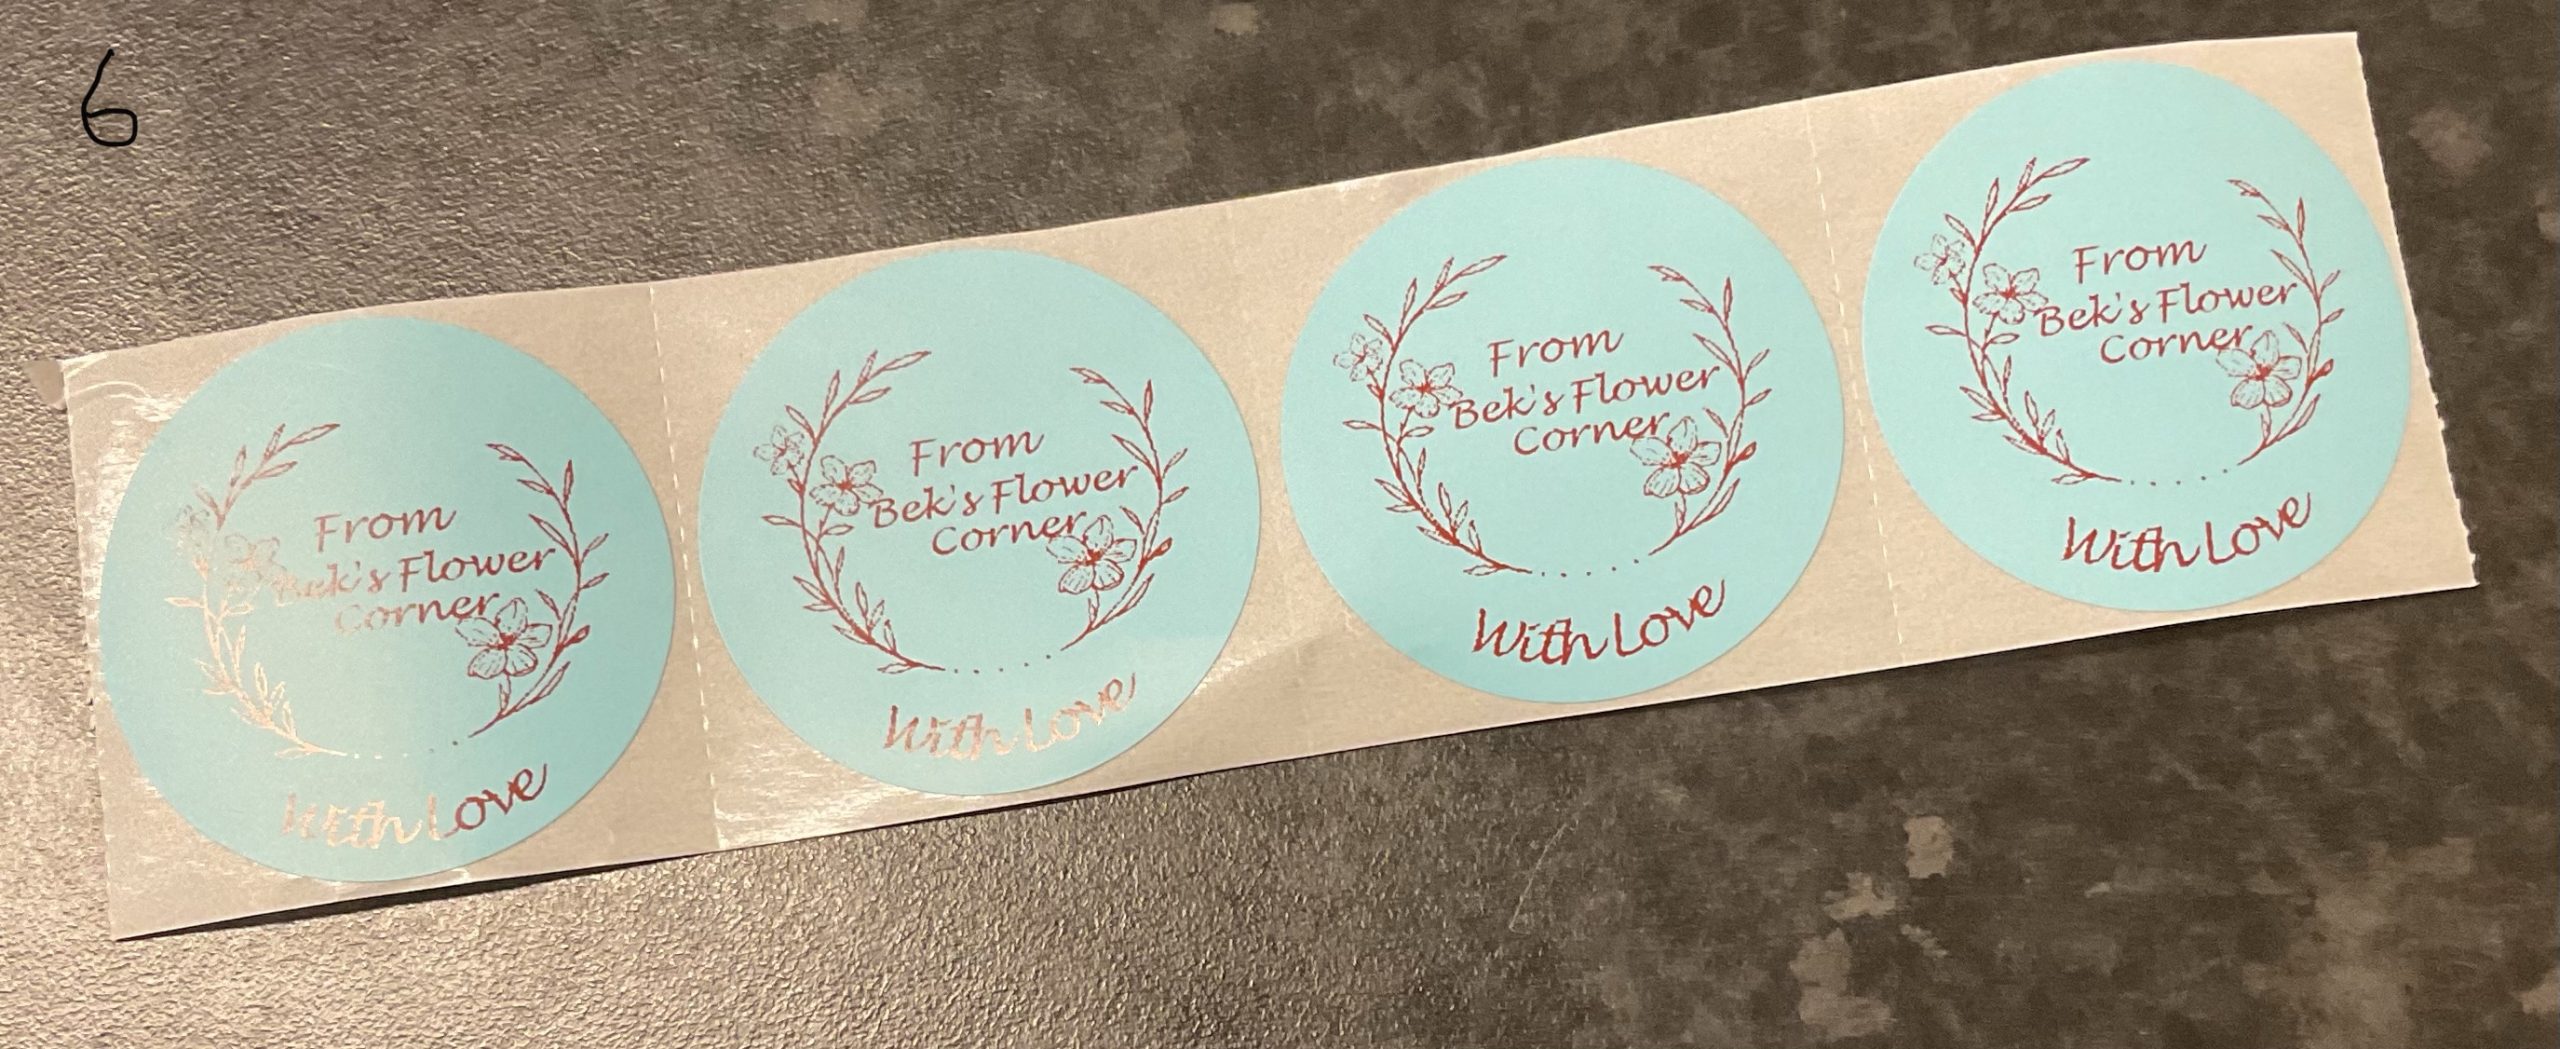 6
From
Bek's Flower
Corner
With Love
From
Bek's Flower
Corner
With Love
From
Bek's Flower
Corner
With Love
From
Bek's Flower
Corner
With Love